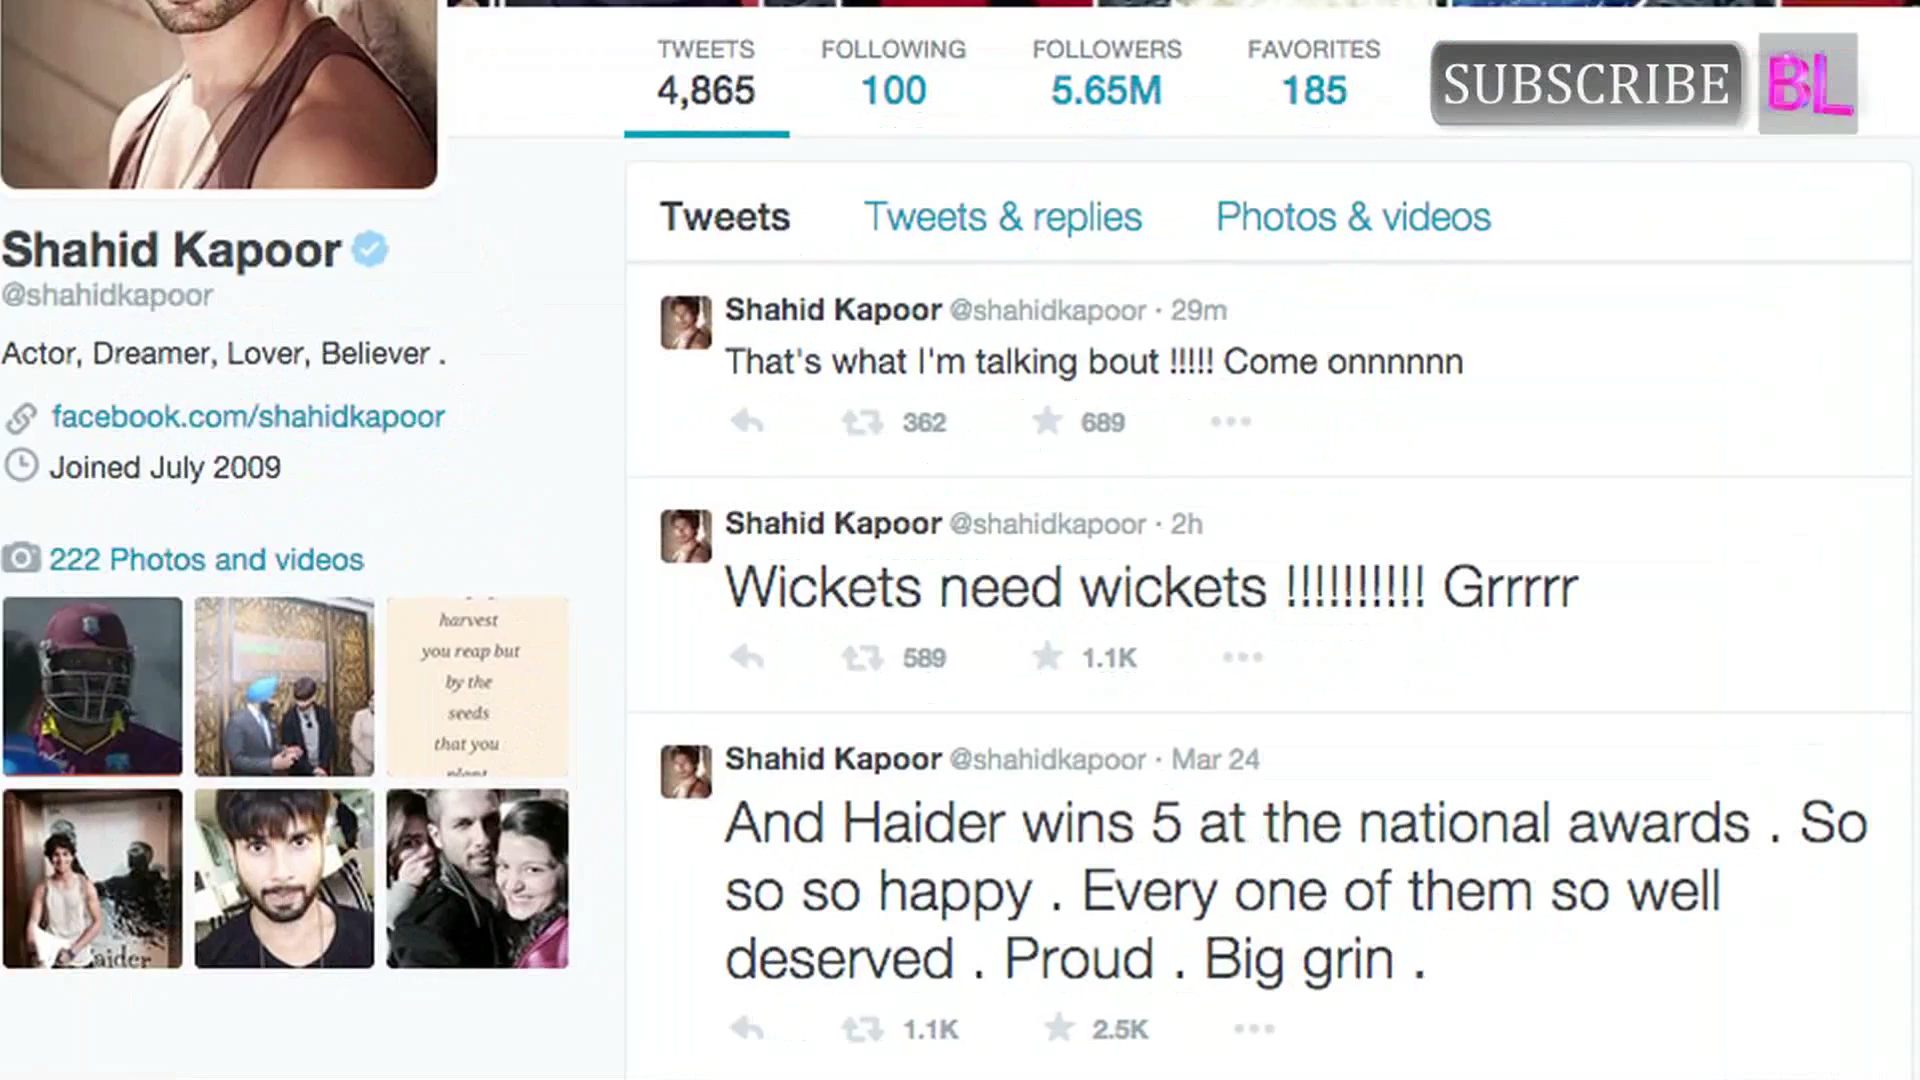 TWEETS FOLLOWING FOLLOWERS FAVORITES
4,865 100 5.65M 185
SUBSCRIBE BL
Shahid Kapoor
@shahidkapoor
Actor, Dreamer, Lover, Believer .
facebook.com/shahidkapoor
Joined July 2009
222 Photos and videos
harvest
you reap but
by the
seeds
that you
aider
Tweets Tweets & replies Photos & videos
Shahid Kapoor @shahidkapoor · 29m
That's what I'm talking bout !!!!! Come onnnnnn
362 689
Shahid Kapoor @shahidkapoor · 2h
Wickets need wickets !!!!!!!!!! Grrrrr
589 1.1K
Shahid Kapoor @shahidkapoor · Mar 24
And Haider wins 5 at the national awards . So
so so happy . Every one of them so well
deserved . Proud . Big grin .
1.1K 2.5K